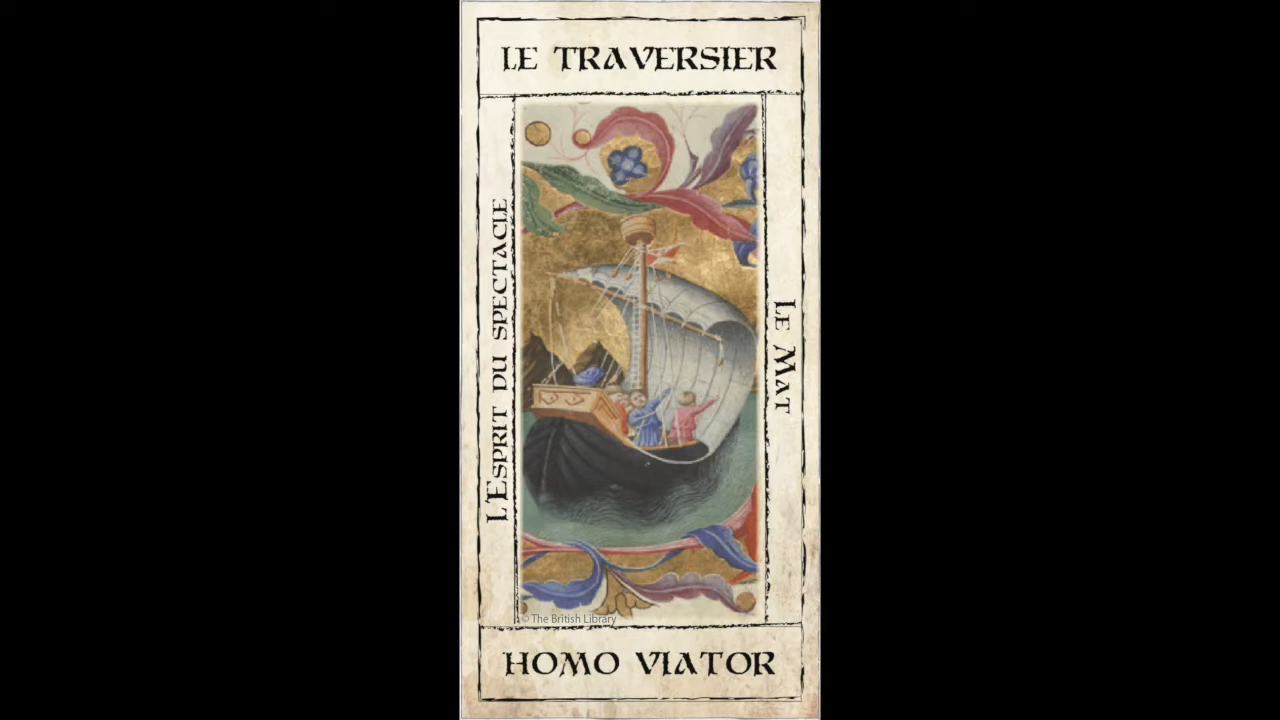 LE TRAVERSIER
L'ESPRIT DU SPECTACLE
LE MAT
© The British Library
HOMO VIATOR